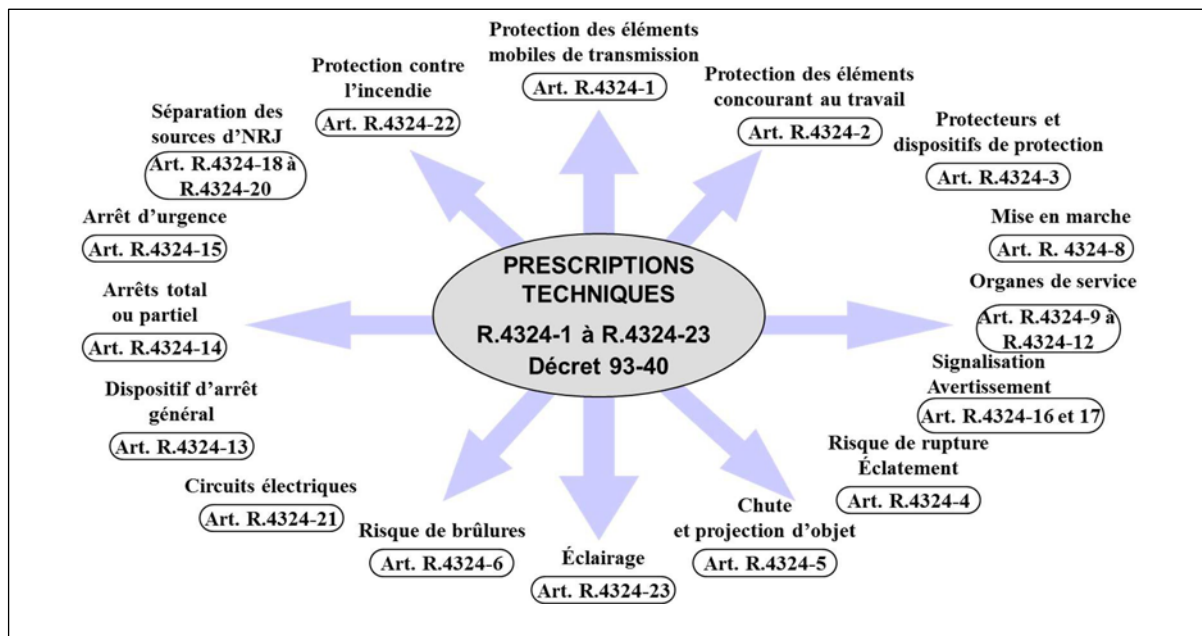 Protection des éléments
mobiles de transmission
Art. R.4324-1
Protection des éléments
concourant au travail
Art. R.4324-2
Protecteurs et
dispositifs de protection
Art. R.4324-3
Mise en marche
Art. R. 4324-8
Organes de service
Art. R.4324-9 à
R.4324-12
Signalisation
Avertissement
Art. R.4324-16 et 17
Risque de rupture
Éclatement
Art. R.4324-4
Chute
et projection d'objet
Art. R.4324-5
Éclairage
Art. R.4324-23
Risque de brûlures
Art. R.4324-6
Circuits électriques
Art. R.4324-21
Dispositif d'arrêt
général
Art. R.4324-13
Arrêts total
ou partiel
Art. R.4324-14
Arrêt d'urgence
Art. R.4324-15
Séparation des
sources d'NRJ
Art. R.4324-18 à
R.4324-20
Protection contre
l'incendie
Art. R.4324-22
PRESCRIPTIONS
TECHNIQUES
R.4324-1 à R.4324-23
Décret 93-40